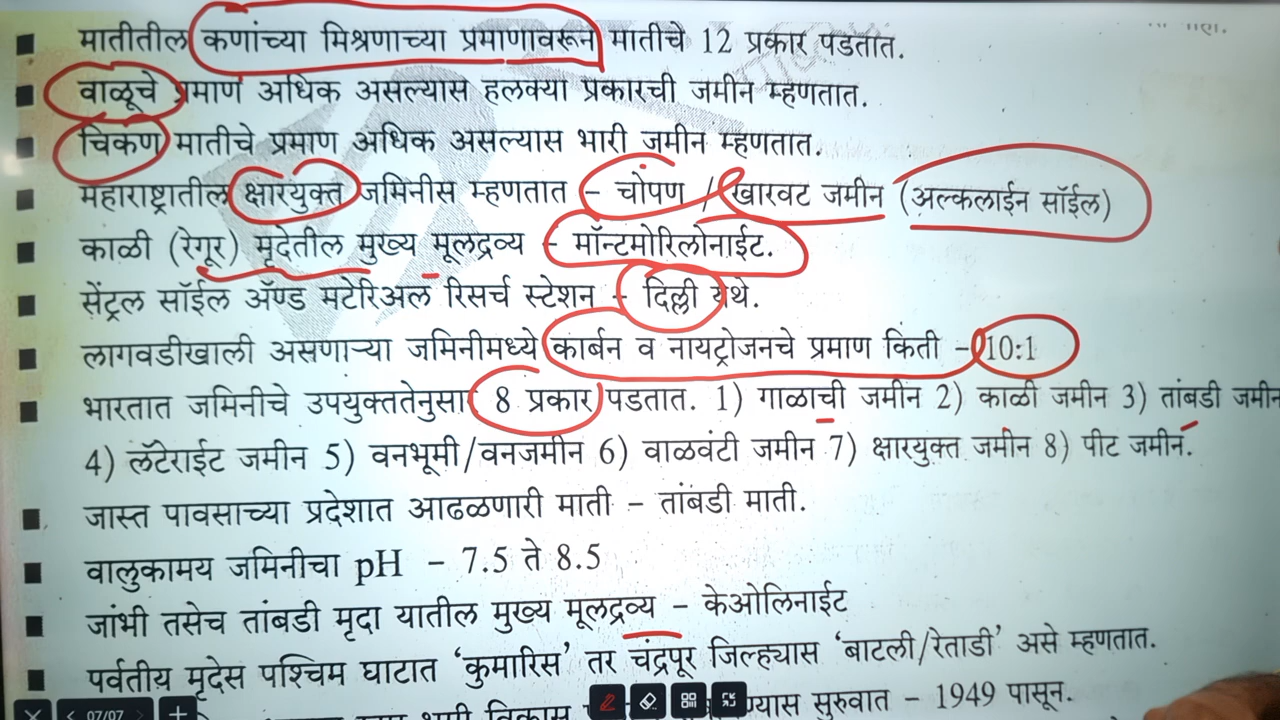 ■ मातीतील कणांच्या मिश्रणाच्या प्रमाणावरून मातीचे 12 प्रकार पडतात.
■ वाळूचे प्रमाण अधिक असल्यास हलक्या प्रकारची जमीन म्हणतात.
■ चिकण मातीचे प्रमाण अधिक असल्यास भारी जमीन म्हणतात.
■ महाराष्ट्रातील क्षारयुक्त जमिनीस म्हणतात – चोपण / खारवट जमीन (अल्कलाईन सॉईल)
■ काळी (रेगूर) मृदेतील मुख्य मूलद्रव्य – मॉन्टमोरिलोनाईट.
■ सेंट्रल सॉईल ॲण्ड मटेरिअल रिसर्च स्टेशन – दिल्ली येथे.
■ लागवडीखाली असणाऱ्या जमिनीमध्ये कार्बन व नायट्रोजनचे प्रमाण किती – 10:1
■ भारतात जमिनीचे उपयुक्ततेनुसार 8 प्रकार पडतात. 1) गाळाची जमीन 2) काळी जमीन 3) तांबडी जमीन
4) लॅटेराईट जमीन 5) वनभूमी/वनजमीन 6) वाळवंटी जमीन 7) क्षारयुक्त जमीन 8) पीट जमीन.
■ जास्त पावसाच्या प्रदेशात आढळणारी माती – तांबडी माती.
■ वालुकामय जमिनीचा pH – 7.5 ते 8.5
■ जांभी तसेच तांबडी मृदा यातील मुख्य मूलद्रव्य – केओलिनाईट
■ पर्वतीय मृदेस पश्चिम घाटात ‘कुमारिस’ तर चंद्रपूर जिल्ह्यास ‘बाटली/रेताडी’ असे म्हणतात.
सुरुवात – 1949 पासून.
07/07